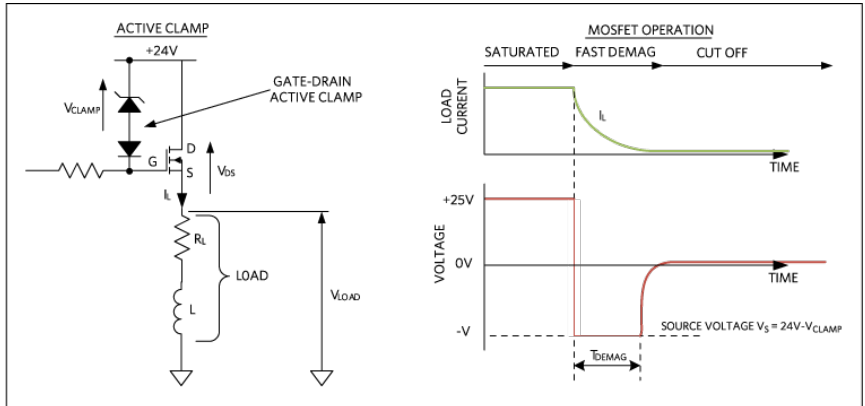 ACTIVE CLAMP
+24V
VCLAMP
GATE-DRAIN
ACTIVE CLAMP
D
G
S
VDS
IL
RL
LOAD
L
VLOAD
MOSFET OPERATION
SATURATED FAST DEMAG CUT OFF
LOAD
CURRENT
IL
TIME
+25V
VOLTAGE
0V
TIME
-V
SOURCE VOLTAGE VS = 24V-VCLAMP
TDEMAG